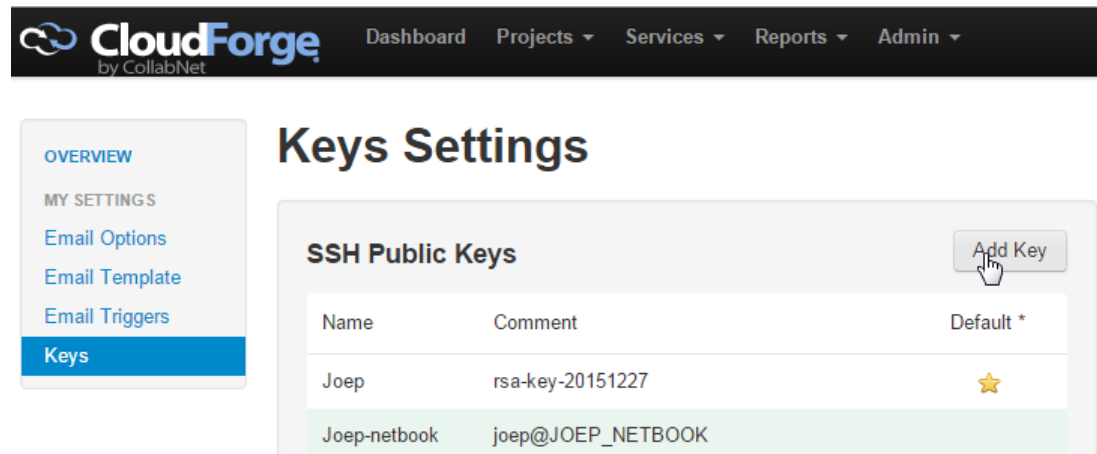 CloudForge
by CollabNet
Dashboard Projects Services Reports Admin
OVERVIEW
MY SETTINGS
Email Options
Email Template
Email Triggers
Keys
Keys Settings
SSH Public Keys
Add Key
Name Comment Default *
Joep rsa-key-20151227
Joep-netbook joep@JOEP_NETBOOK